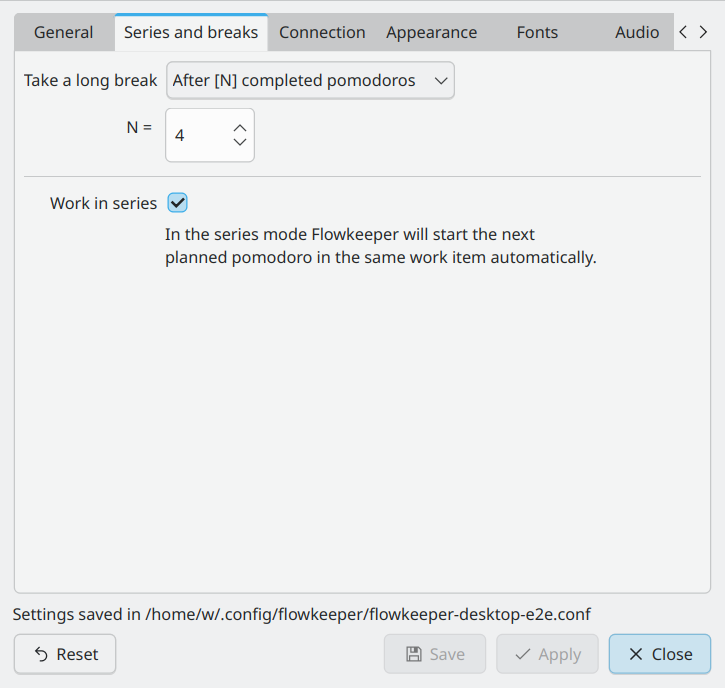 General
Series and breaks
Connection
Appearance
Fonts
Audio
Take a long break
After [N] completed pomodoros
N =
4
Work in series
In the series mode Flowkeeper will start the next
planned pomodoro in the same work item automatically.
Settings saved in /home/w/.config/flowkeeper/flowkeeper-desktop-e2e.conf
Reset
Save
Apply
Close